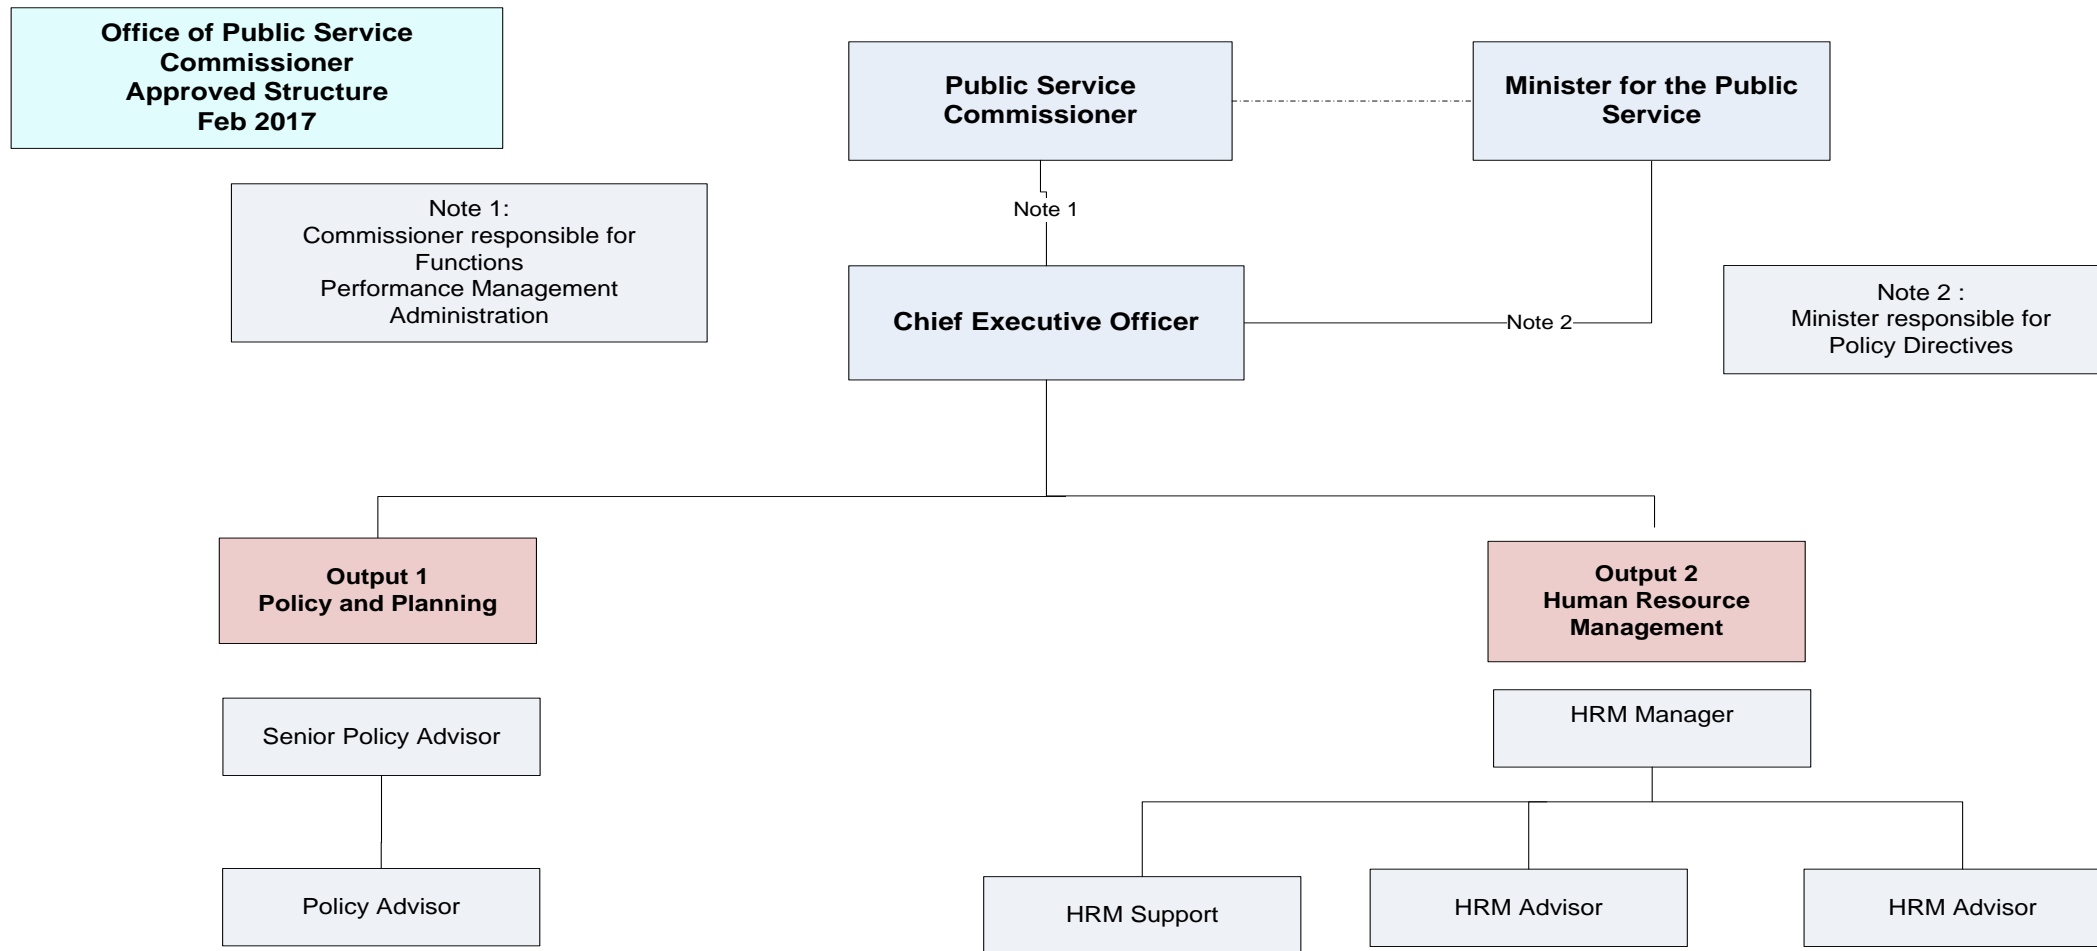 Office of Public Service
Commissioner
Approved Structure
Feb 2017
Public Service
Commissioner
Minister for the Public
Service
Note 1:
Commissioner responsible for
Functions
Performance Management
Administration
Note 1
Chief Executive Officer
Note 2
Note 2 :
Minister responsible for
Policy Directives
Output 1
Policy and Planning
Output 2
Human Resource
Management
Senior Policy Advisor
HRM Manager
Policy Advisor
HRM Support
HRM Advisor
HRM Advisor